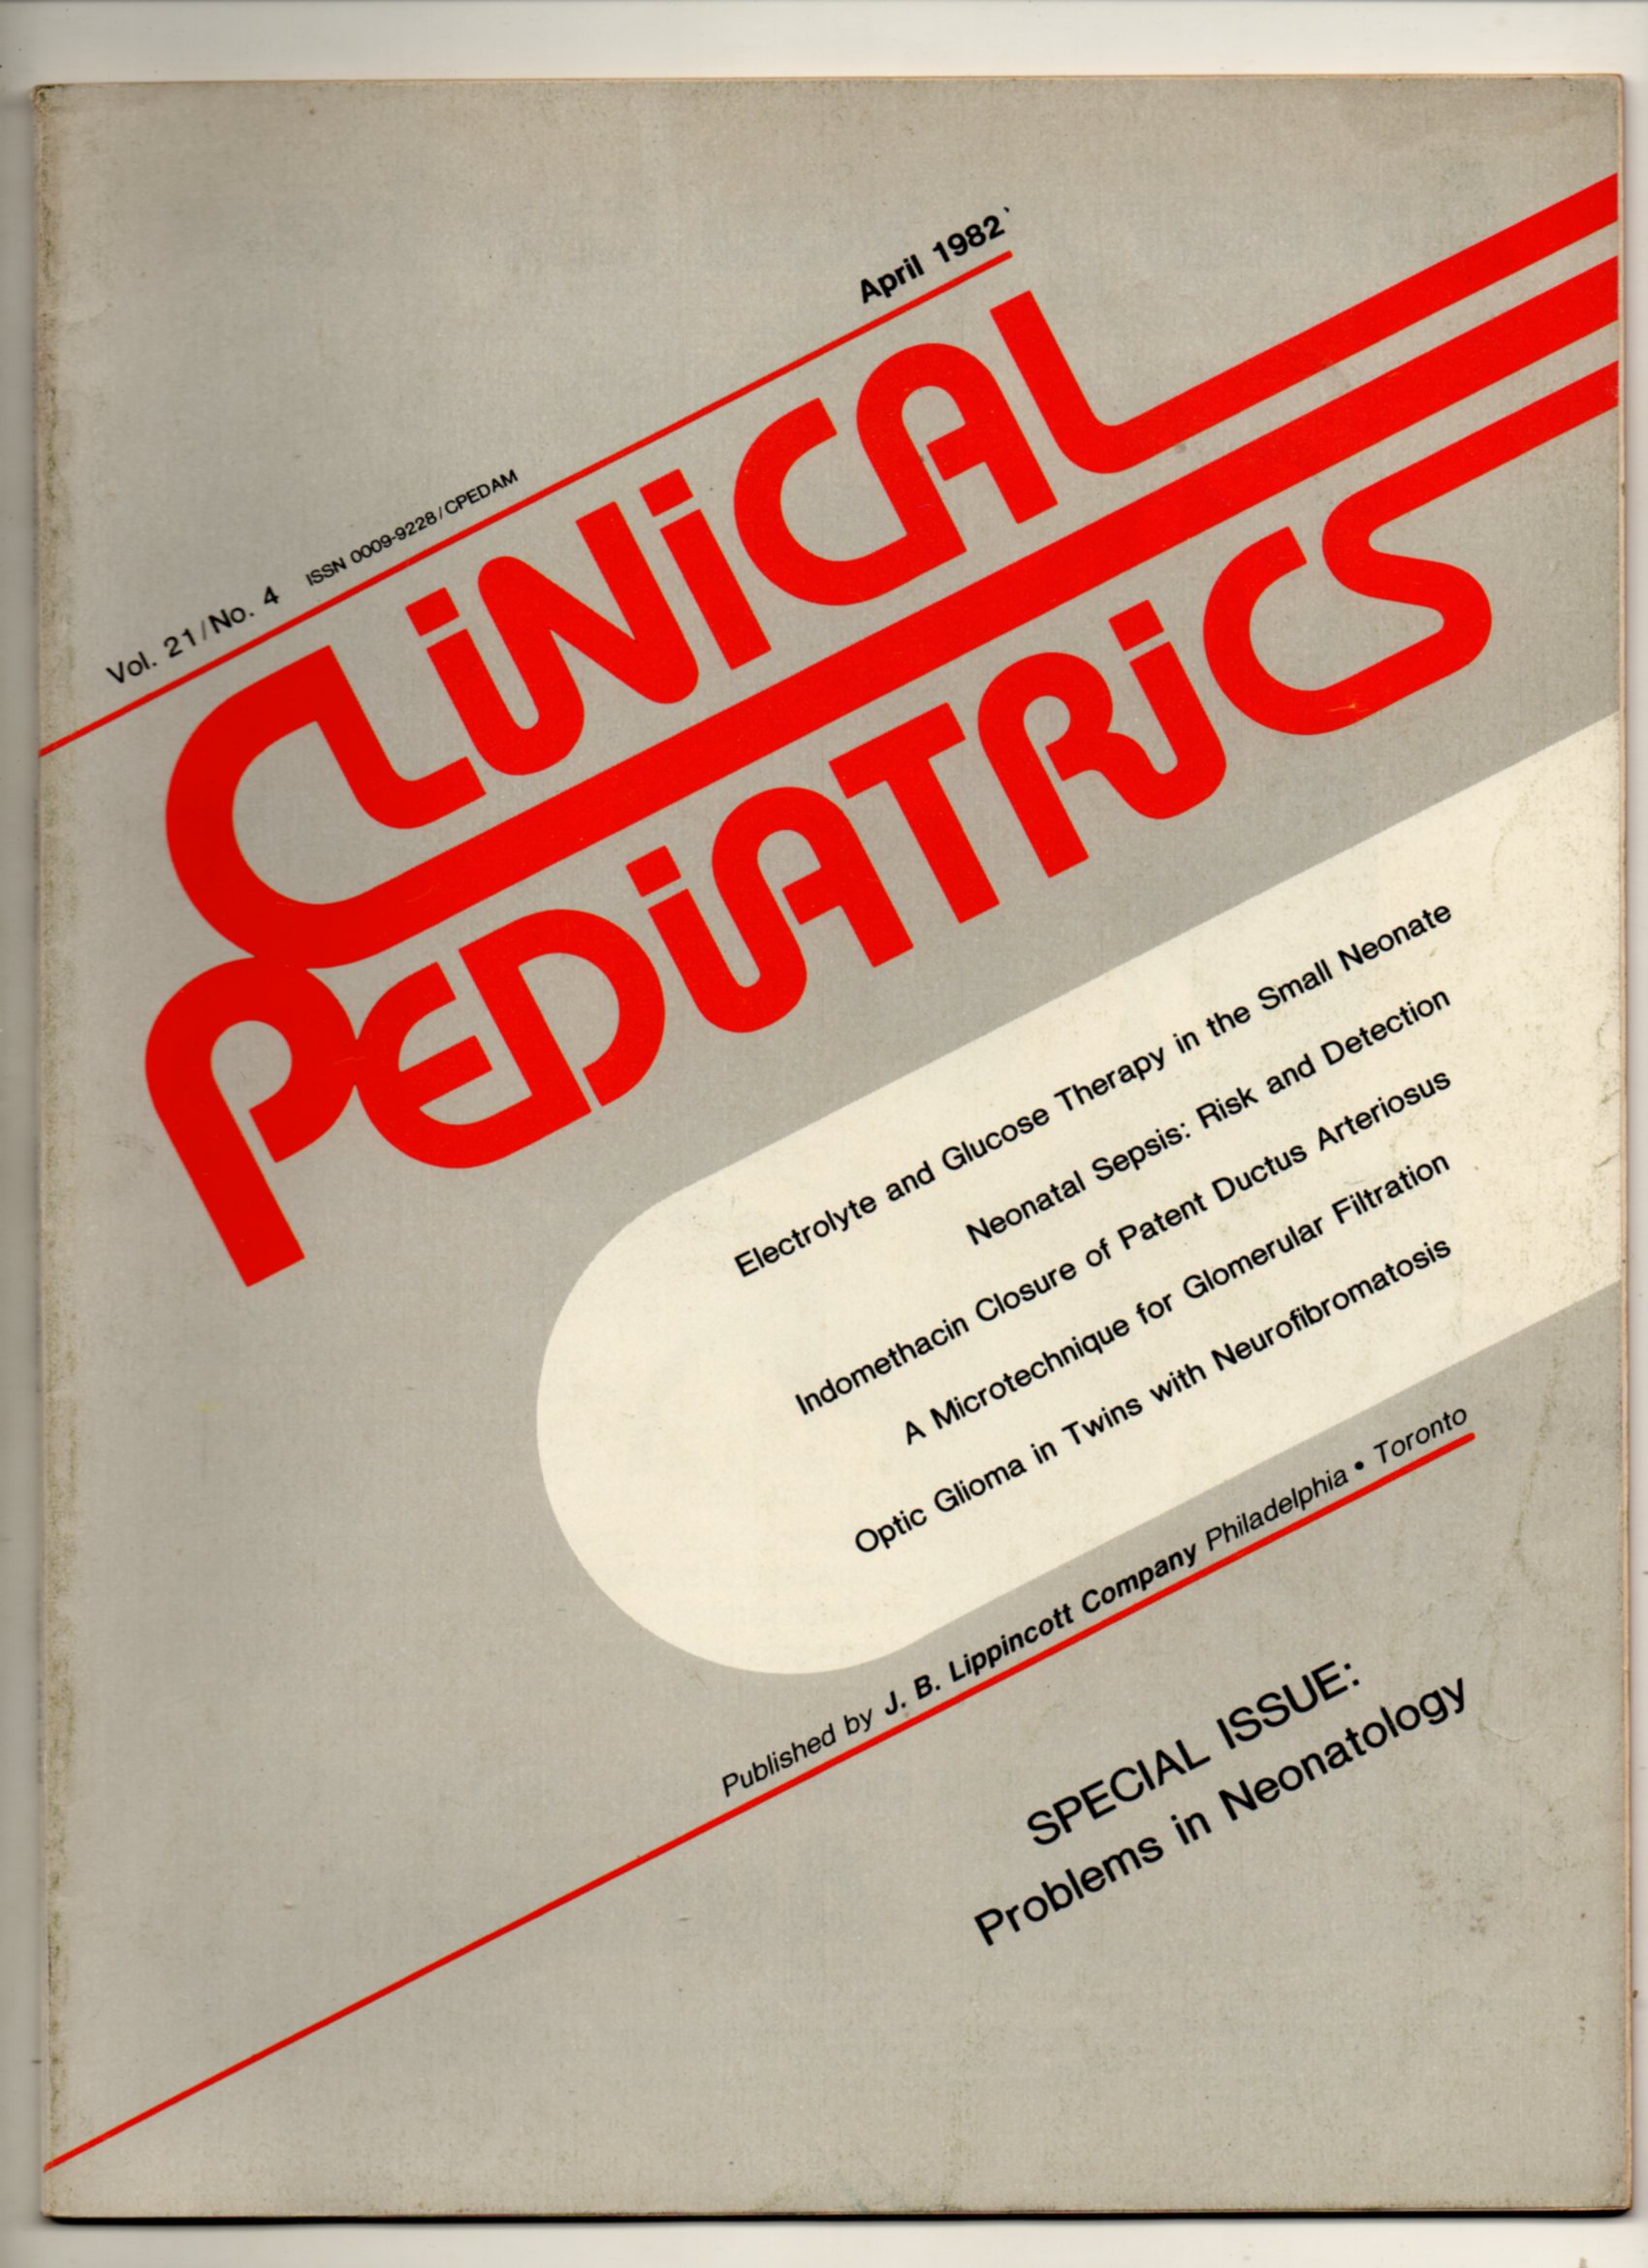 April 1982
Vol. 21/No. 4 ISSN 0009-9228/CPEDAM
CLiNiCAL
PEDiATRiCS
Electrolyte and Glucose Therapy in the Small Neonate
Neonatal Sepsis: Risk and Detection
Indomethacin Closure of Patent Ductus Arteriosus
A Microtechnique for Glomerular Filtration
Optic Glioma in Twins with Neurofibromatosis
Published by J. B. Lippincott Company Philadelphia • Toronto
SPECIAL ISSUE:
Problems in Neonatology